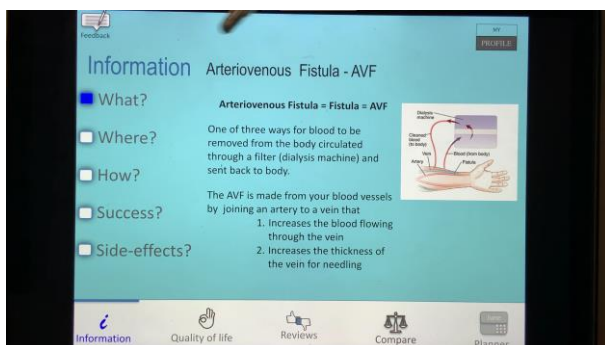 Feedback
MY
PROFILE
Information
Arteriovenous Fistula - AVF
What?
Where?
How?
Success?
Side-effects?
Arteriovenous Fistula = Fistula = AVF
One of three ways for blood to be
removed from the body circulated
through a filter (dialysis machine) and
sent back to body.
The AVF is made from your blood vessels
by joining an artery to a vein that
1. Increases the blood flowing
through the vein
2. Increases the thickness of
the vein for needling
Dialysis
machine
Cleaned
blood
(to body)
Vein
Blood (from body)
Artery
Fistula
i
Information
Quality of life
Reviews
Compare
Planner